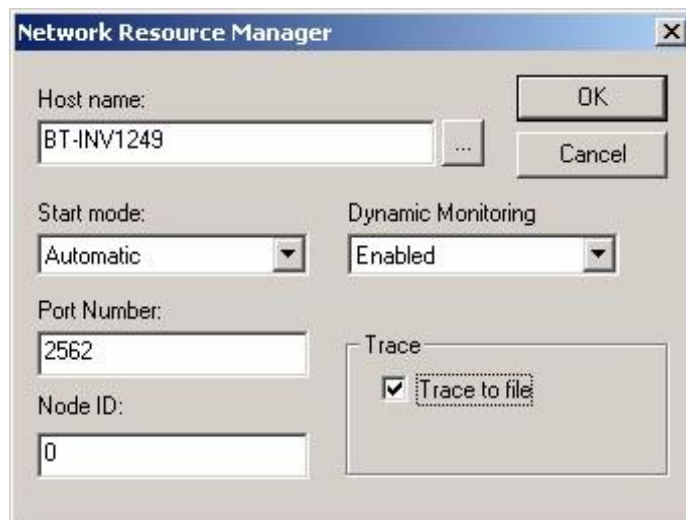 Network Resource Manager
Host name:
BT-INV1249
...
OK
Cancel
Start mode:
Automatic
Dynamic Monitoring
Enabled
Port Number:
2562
Node ID:
0
Trace
Trace to file